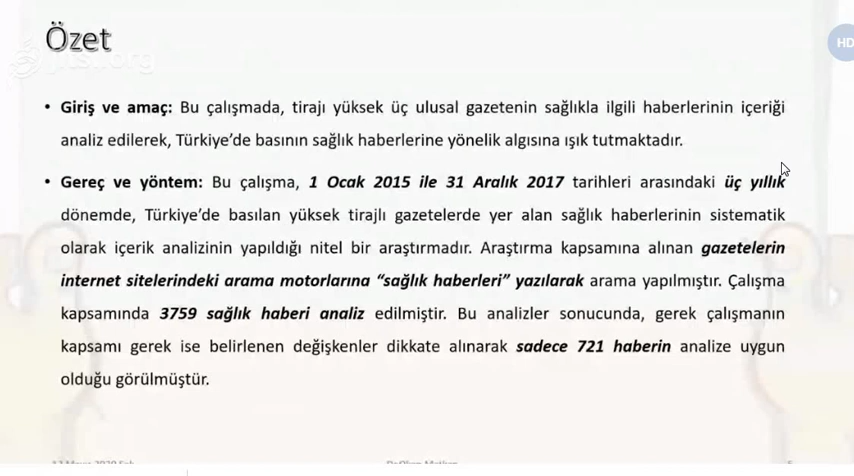 Özet
HD
• Giriş ve amaç: Bu çalışmada, tirajı yüksek üç ulusal gazetenin sağlıkla ilgili haberlerinin içeriği
analiz edilerek, Türkiye’de basının sağlık haberlerine yönelik algısına ışık tutmaktadır.
• Gereç ve yöntem: Bu çalışma, 1 Ocak 2015 ile 31 Aralık 2017 tarihleri arasındaki üç yıllık
dönemde, Türkiye’de basılan yüksek tirajlı gazetelerde yer alan sağlık haberlerinin sistematik
olarak içerik analizinin yapıldığı nitel bir araştırmadır. Araştırma kapsamına alınan gazetelerin
internet sitelerindeki arama motorlarına “sağlık haberleri” yazılarak arama yapılmıştır. Çalışma
kapsamında 3759 sağlık haberi analiz edilmiştir. Bu analizler sonucunda, gerek çalışmanın
kapsamı gerek ise belirlenen değişkenler dikkate alınarak sadece 721 haberin analize uygun
olduğu görülmüştür.